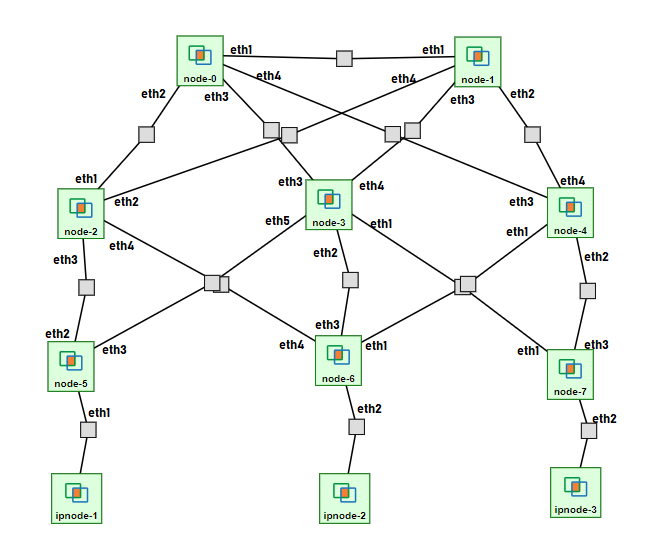 eth1
eth1
node-0
node-1
eth4
eth4
eth2
eth3
eth3
eth2
eth1
eth2
eth3
eth4
eth3
eth4
node-2
node-3
node-4
eth4
eth5
eth1
eth1
eth3
eth2
eth2
eth2
eth3
eth3
eth4
eth1
eth1
eth3
node-5
node-6
node-7
eth1
eth2
eth2
ipnode-1
ipnode-2
ipnode-3